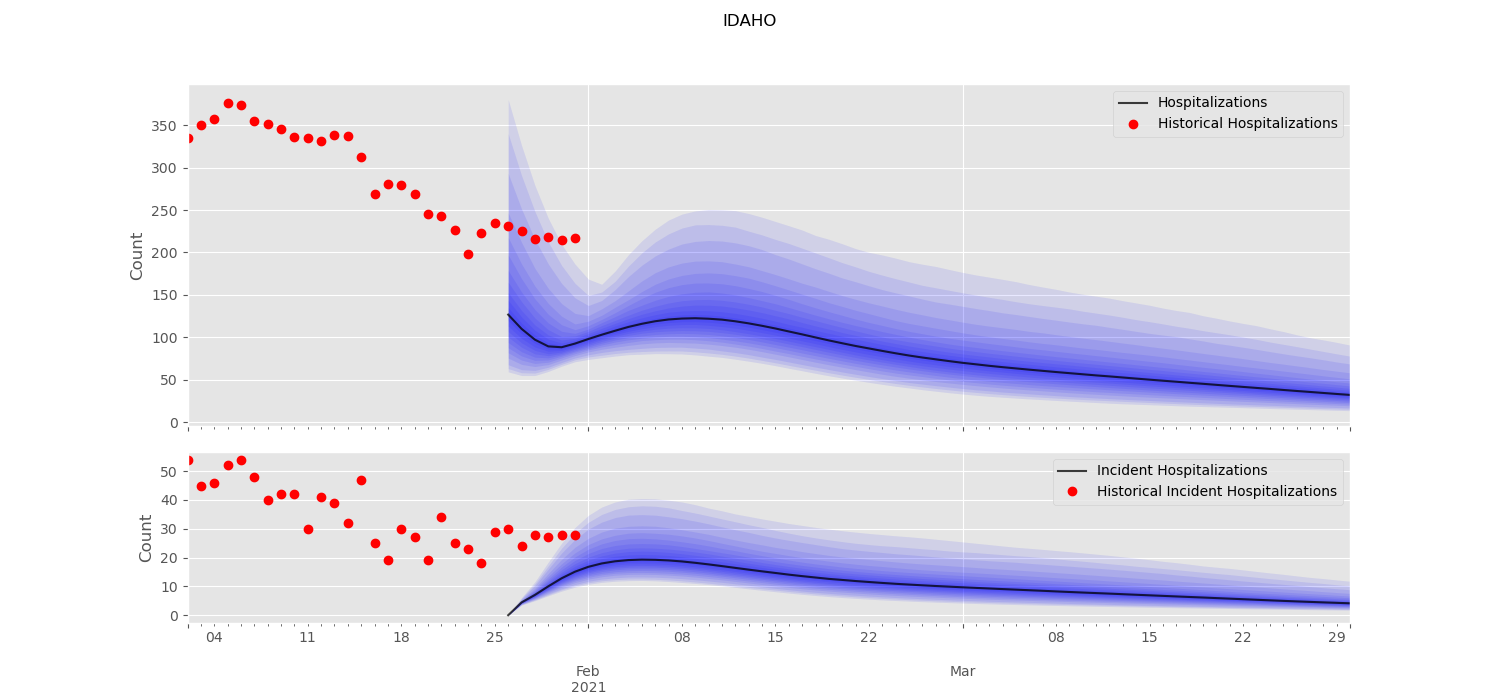 IDAHO
Hospitalizations
Historical Hospitalizations
350
300
250
200
150
100
50
0
Count
Incident Hospitalizations
Historical Incident Hospitalizations
50
40
30
20
10
0
Count
04 11 18 25 08 15 22 08 15 22 29
Feb Mar
2021